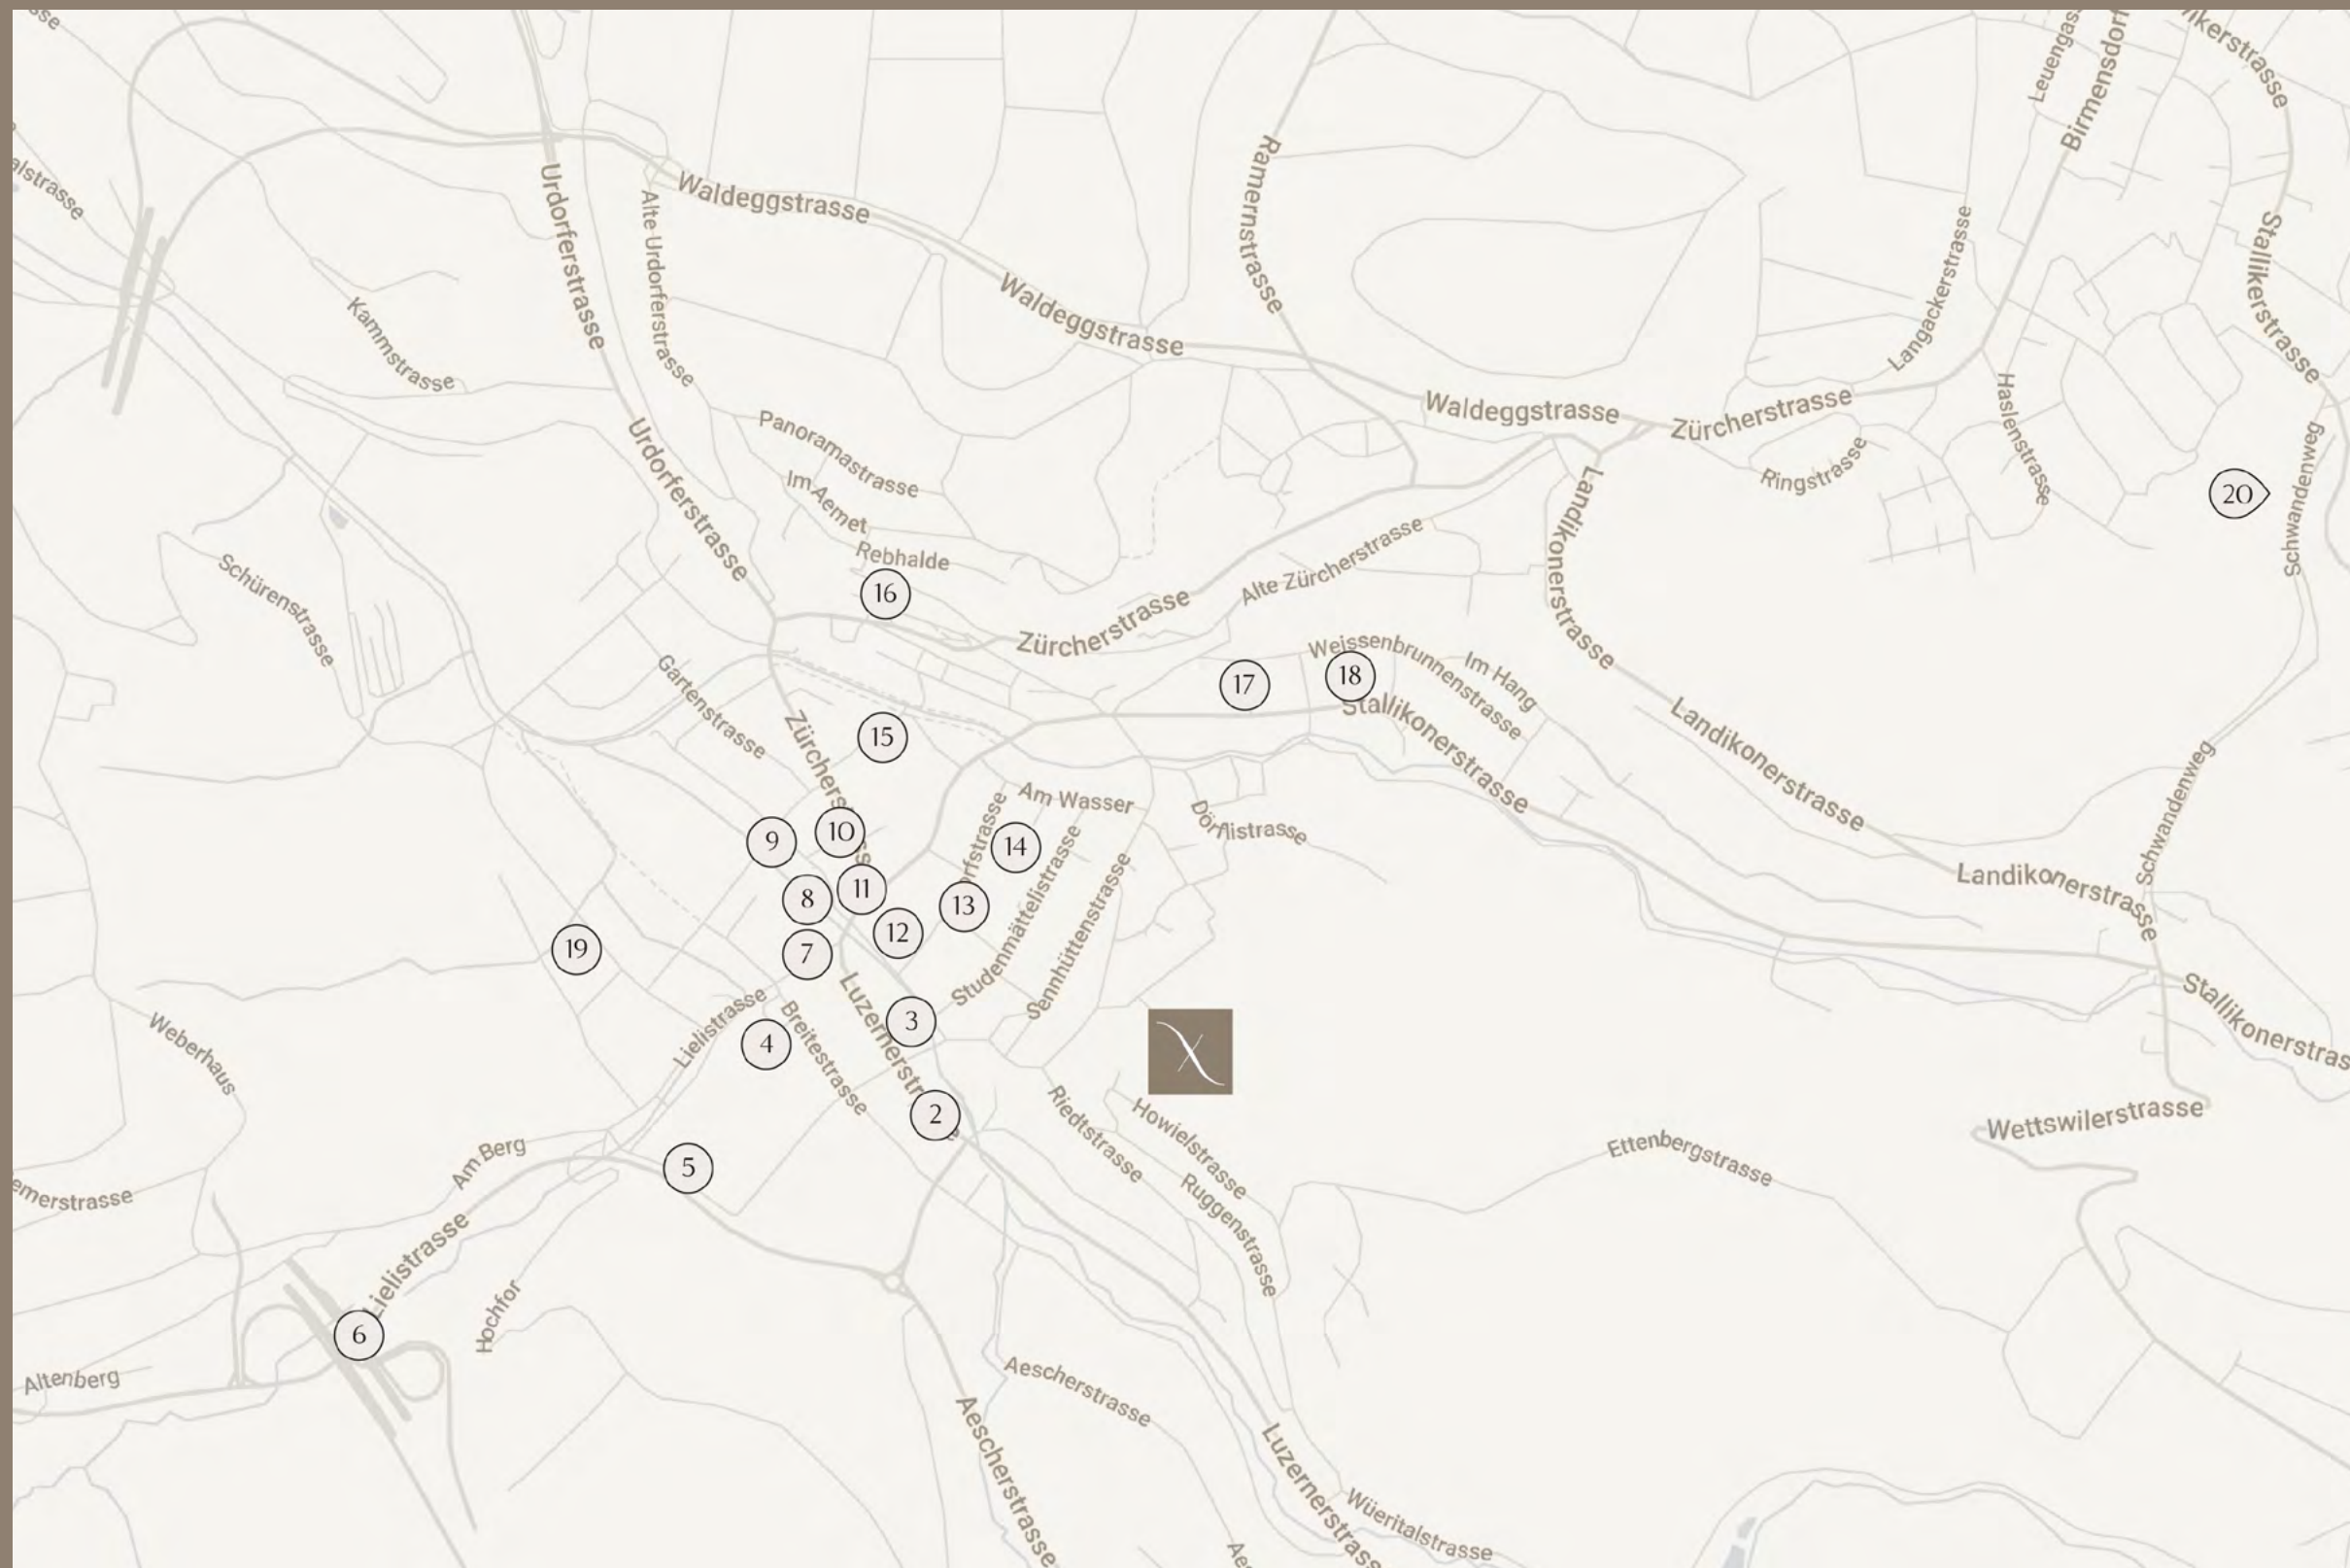 Birmensdorf
Leuengass
ikerstrasse
Stallikerstrasse
alstrasse
Urdorferstrasse
Alte Urdorferstrasse
Waldeggstrasse
Ramernstrasse
Waldeggstrasse
Langackerstrasse
Kammstrasse
Waldeggstrasse
Zürcherstrasse
Haslenstrasse
Ringstrasse
Schwandenweg
20
Urdorferstrasse
Panoramastrasse
Im Aemet
Rebhalde
16
Alte Zürcherstrasse
Landikonerstrasse
Schürenstrasse
Zürcherstrasse
Weissenbrunnenstrasse
Im Hang
17
18
Stallikonerstrasse
Gartenstrasse
15
Landikonerstrasse
Schwandenweg
Am Wasser
Dörflistrasse
9
10
14
Studenmättelistrasse
Sennhüttenstrasse
8
11
13
12
Landikonerstrasse
19
7
Luzernerstr
Lielistrasse
Breitestrasse
3
4
Stallikonerstras
Weberhaus
2
Riedtstrasse
Howielstrasse
Wettswilerstrasse
Am Berg
5
Ettenbergstrasse
emerstrasse
Ruggenstrasse
Lielistrasse
Hochfor
6
Altenberg
Aescherstrasse
Aescherstrasse
Luzernerstrass
Wüeritalstrasse